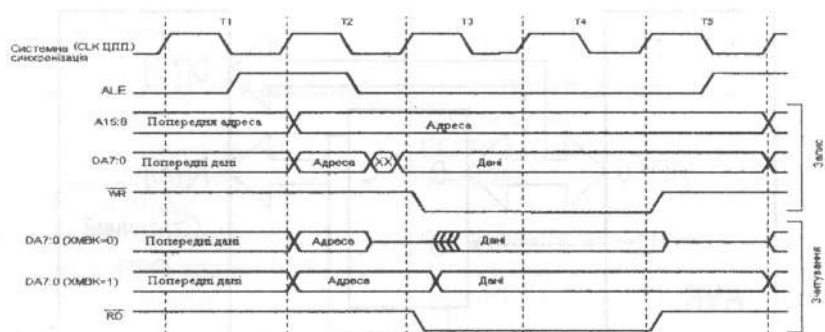 T1 T2 T3 T4 T5
Системна (CLK ЦПП)
синхронізація
ALE
A15:8 Попередня адреса Адреса
DA7:0 Попередні дані Адреса XX Дані
WR
Запис
DA7:0 (XMBK=0) Попередні дані Адреса Дані
DA7:0 (XMBK=1) Попередні дані Адреса Дані
RD
Зчитування